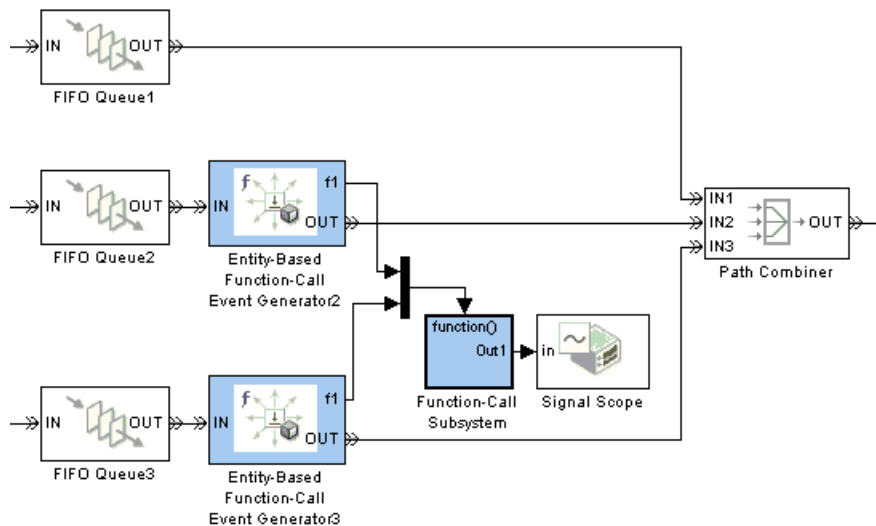 IN OUT
FIFO Queue1
IN OUT
FIFO Queue2
f1
IN
OUT
Entity-Based
Function-Call
Event Generator2
IN1
IN2 OUT
IN3
Path Combiner
function()
Out1
Function-Call
Subsystem
in
Signal Scope
IN OUT
FIFO Queue3
f1
IN
OUT
Entity-Based
Function-Call
Event Generator3